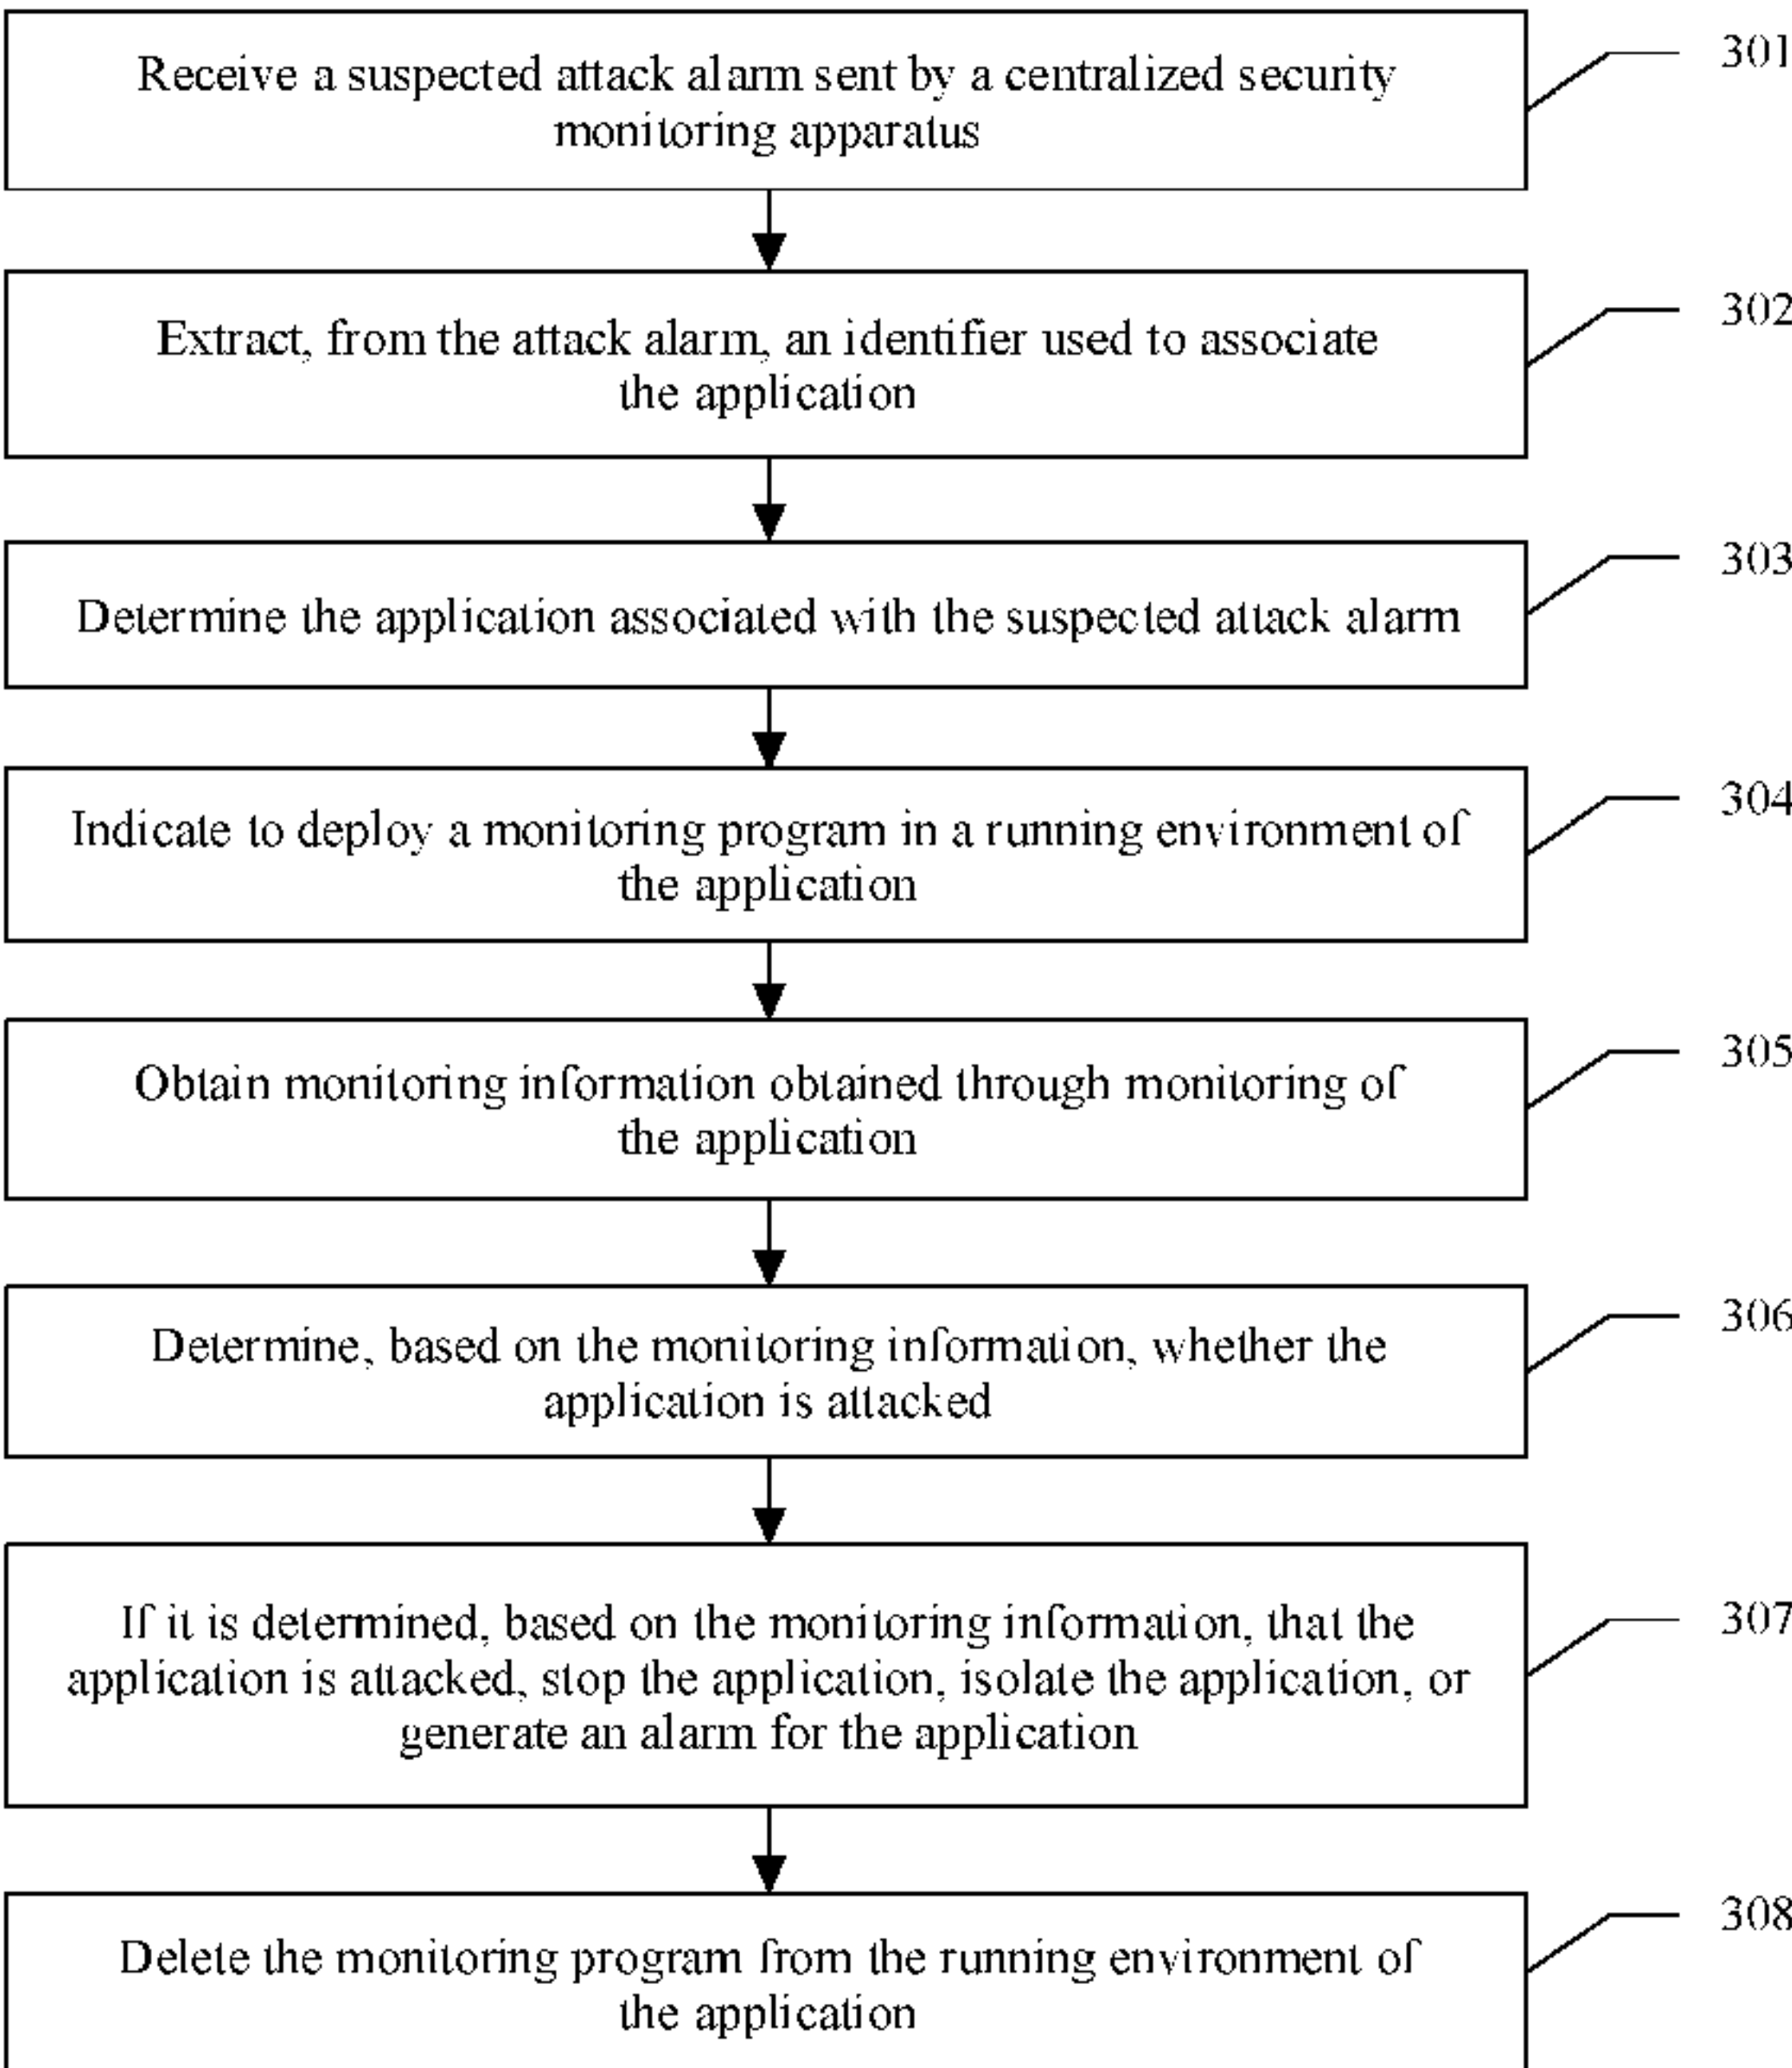 Receive a suspected attack alarm sent by a centralized security
monitoring apparatus
301
Extract, from the attack alarm, an identifier used to associate
the application
302
Determine the application associated with the suspected attack alarm
303
Indicate to deploy a monitoring program in a running environment of
the application
304
Obtain monitoring information obtained through monitoring of
the application
305
Determine, based on the monitoring information, whether the
application is attacked
306
If it is determined, based on the monitoring information, that the
application is attacked, stop the application, isolate the application, or
generate an alarm for the application
307
Delete the monitoring program from the running environment of
the application
308